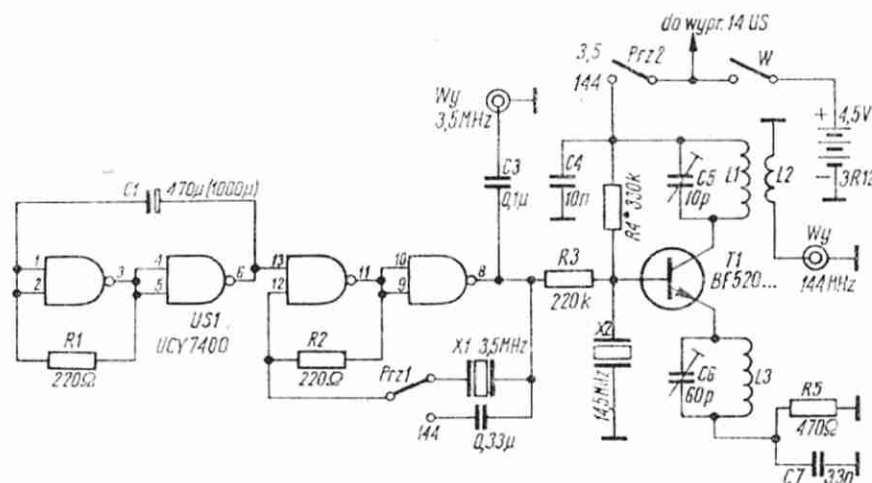 do wypr. 14 US
3,5
Prz2
W
144
Wy
3,5MHz
+
4,5V
C1
470µ(1000µ)
C3
0,1µ
C4
10n
R4* 330k
C5
10p
L1
L2
-
3R12
1
2
3
4
5
6
13
12
11
10
9
8
R3
220k
T1
BF520...
Wy
144MHz
US1
UCY7400
R1
220Ω
R2
220Ω
X1
3,5MHz
Prz1
144
0,33µ
X2
14,5MHz
C6
60p
L3
R5
470Ω
C7
33n